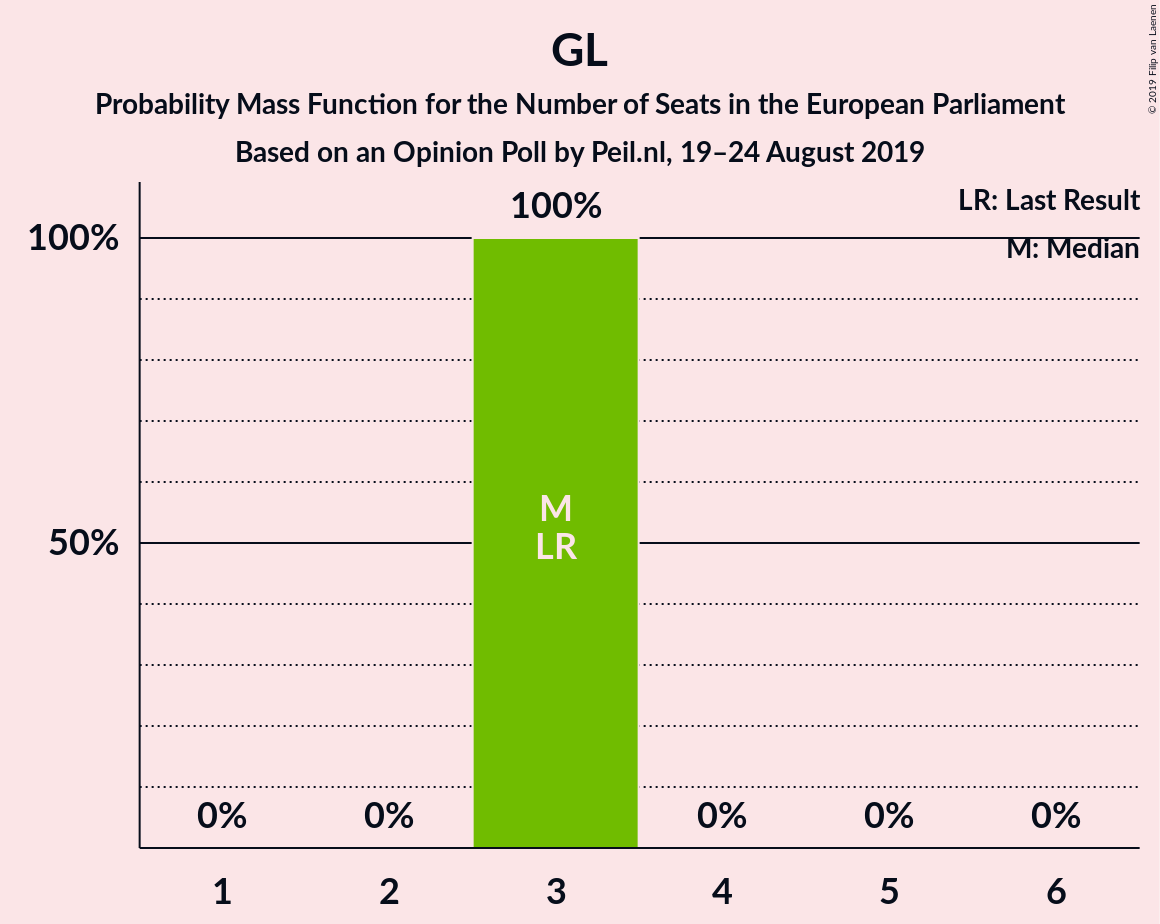 GL
Probability Mass Function for the Number of Seats in the European Parliament
Based on an Opinion Poll by Peil.nl, 19–24 August 2019
© 2019 Filip van Laenen
LR: Last Result
M: Median
100%
100%
50%
M
LR
0%
0%
0%
0%
0%
1
2
3
4
5
6